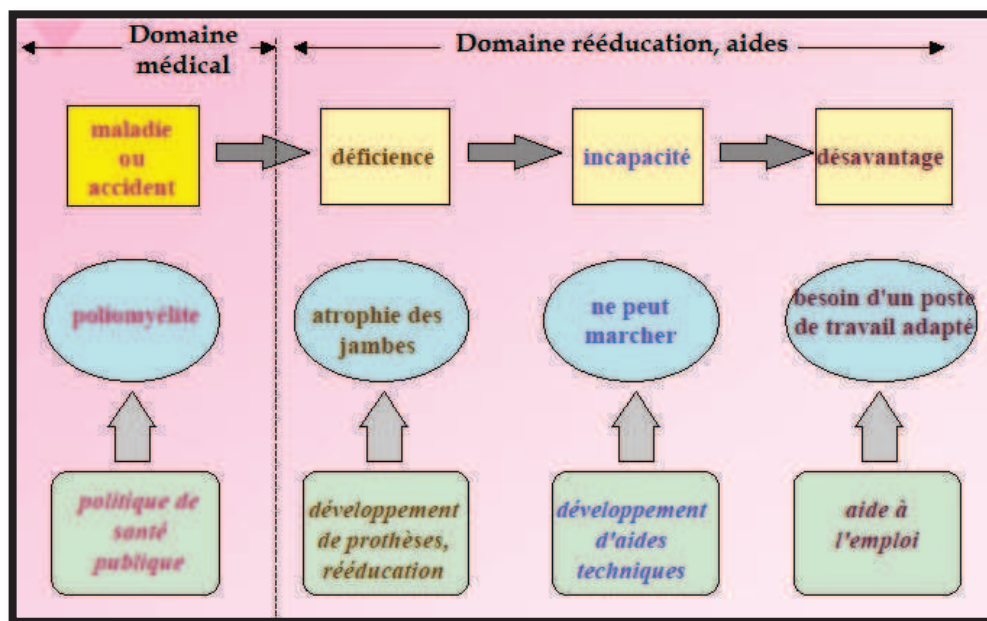 Domaine
médical
Domaine rééducation, aides
maladie
ou
accident
déficience
incapacité
désavantage
poliomyélite
atrophie des
jambes
ne peut
marcher
besoin d'un poste
de travail adapté
politique de
santé
publique
développement
de prothèses,
rééducation
développement
d'aides
techniques
aide à
l'emploi